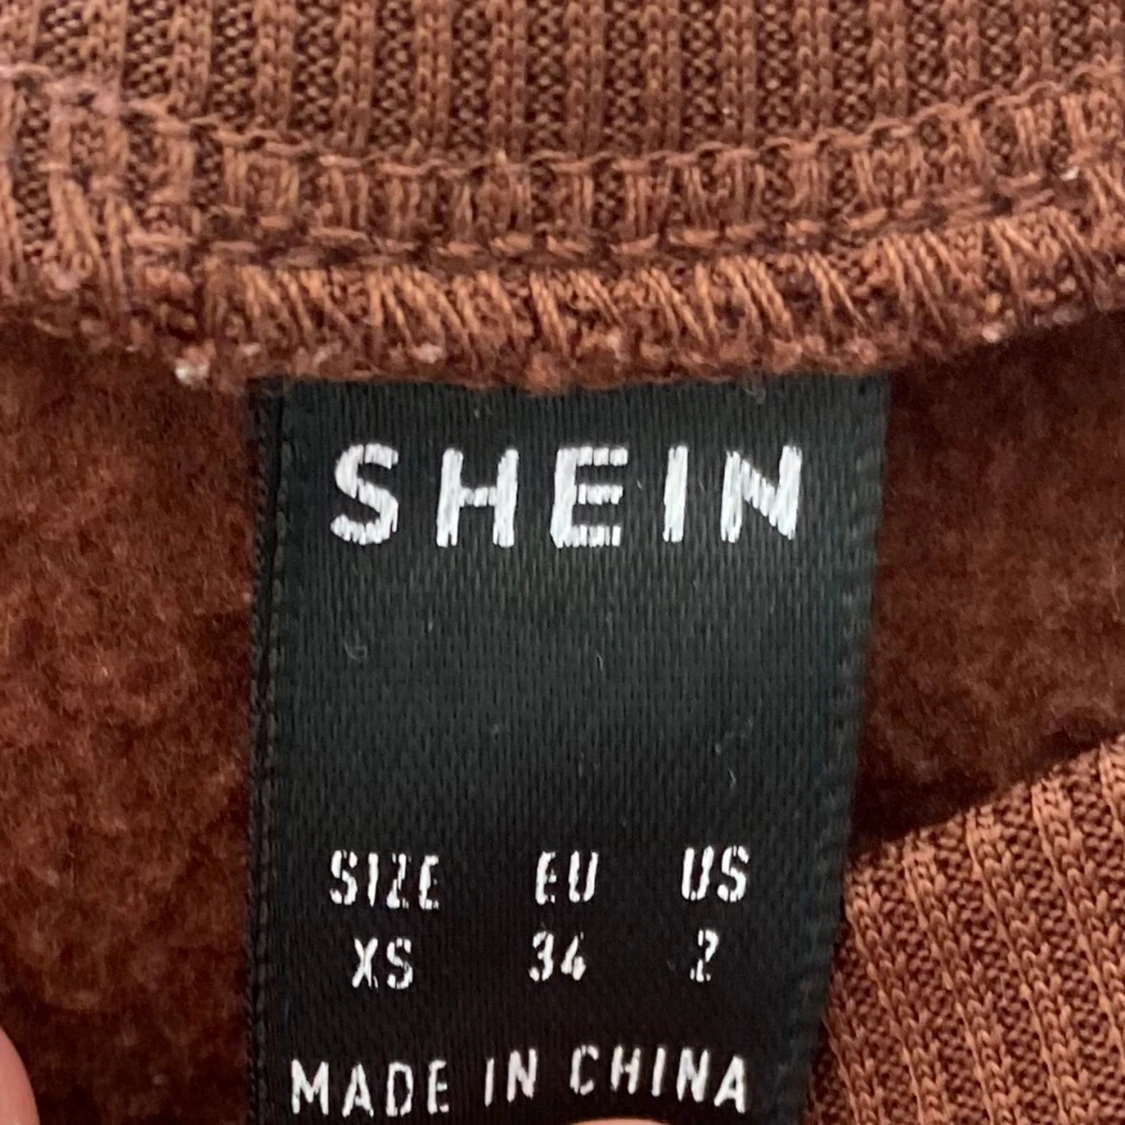 SHEIN
SIZE EU US
XS 34 2
MADE IN CHINA